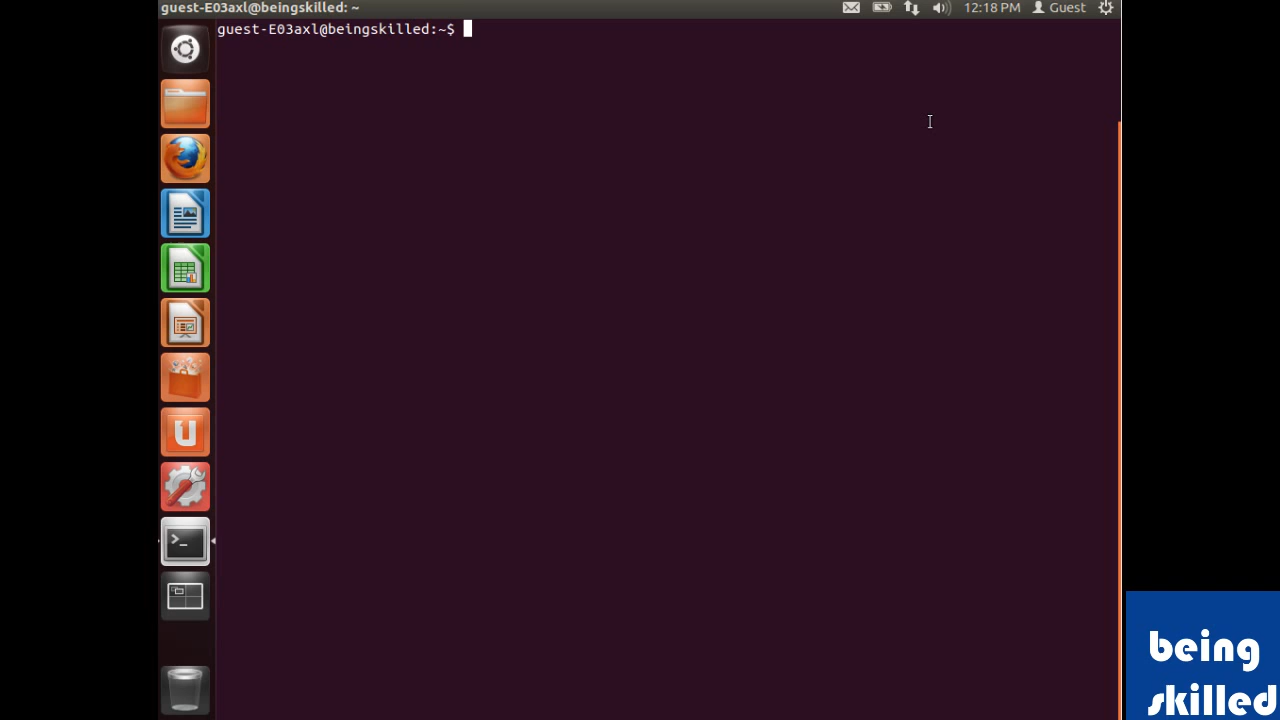 guest-E03axl@beingskilled: ~
12:18 PM
Guest
guest-E03axl@beingskilled:~$
>_
U
being
skilled